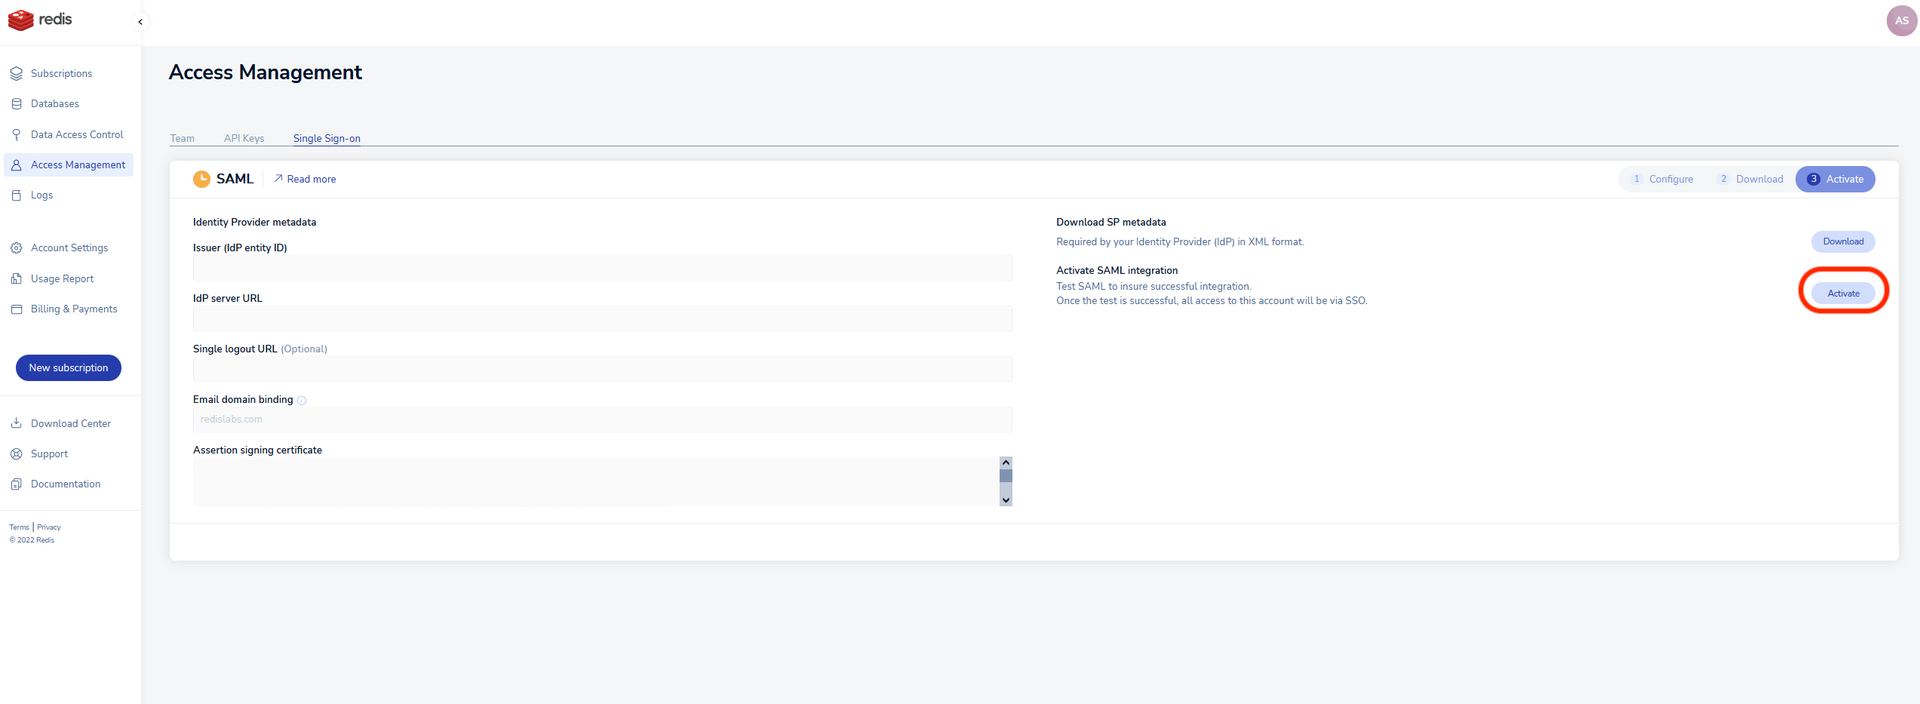 redis
AS
Subscriptions
Databases
Data Access Control
Access Management
Logs
Account Settings
Usage Report
Billing & Payments
New subscription
Download Center
Support
Documentation
Terms | Privacy
© 2022 Redis
Access Management
Team API Keys Single Sign-on
SAML Read more
1 Configure 2 Download 3 Activate
Identity Provider metadata
Issuer (IdP entity ID)
IdP server URL
Single logout URL (Optional)
Email domain binding
redislabs.com
Assertion signing certificate
Download SP metadata
Required by your Identity Provider (IdP) in XML format.
Download
Activate SAML integration
Test SAML to insure successful integration.
Once the test is successful, all access to this account will be via SSO.
Activate